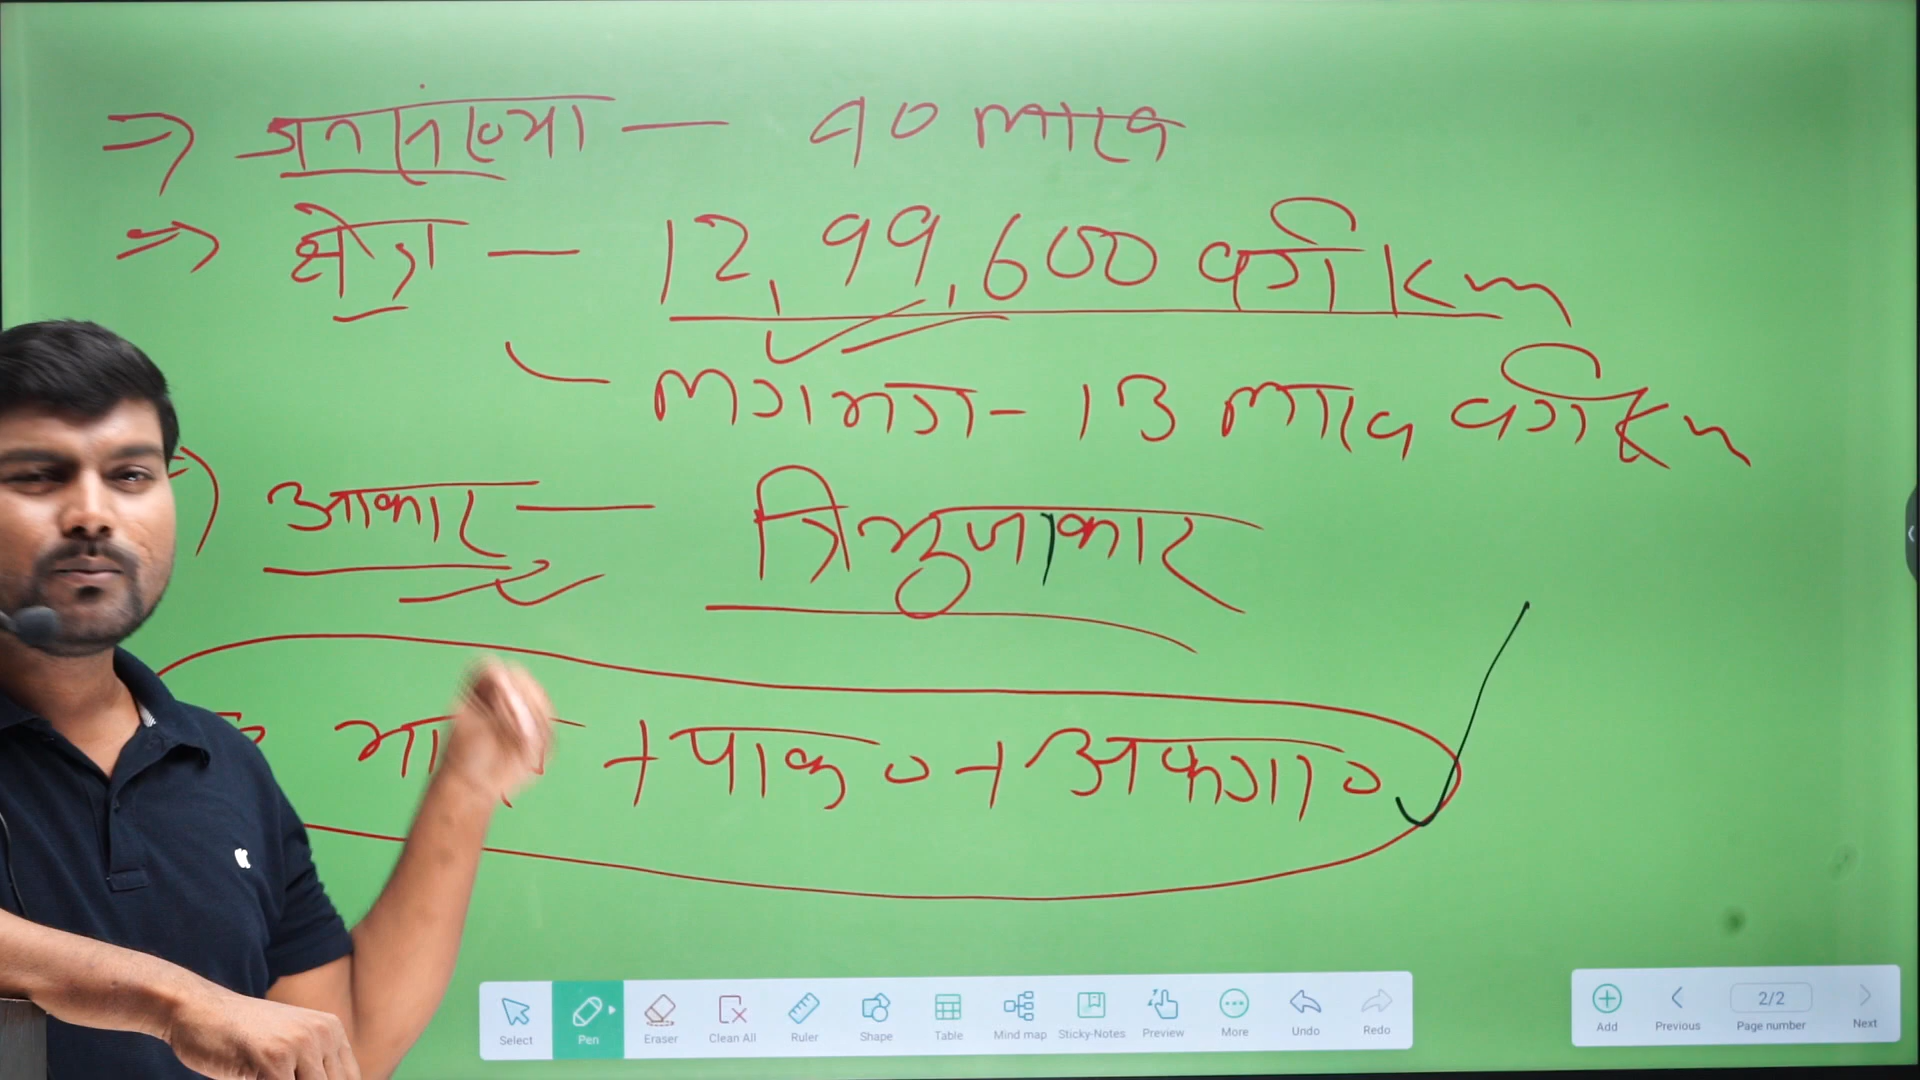 ⇒ जनसंख्या — 90 लाख
⇒ क्षेत्र — 12,99,600 वर्ग Km
लगभग - 13 लाख वर्ग Km
आकार — त्रिभुजाकार
+ पाक० + अफगा०
Select Pen Eraser Clean All Ruler Shape Table Mind map Sticky-Notes Preview More Undo Redo
Add Previous 2/2 Page number Next